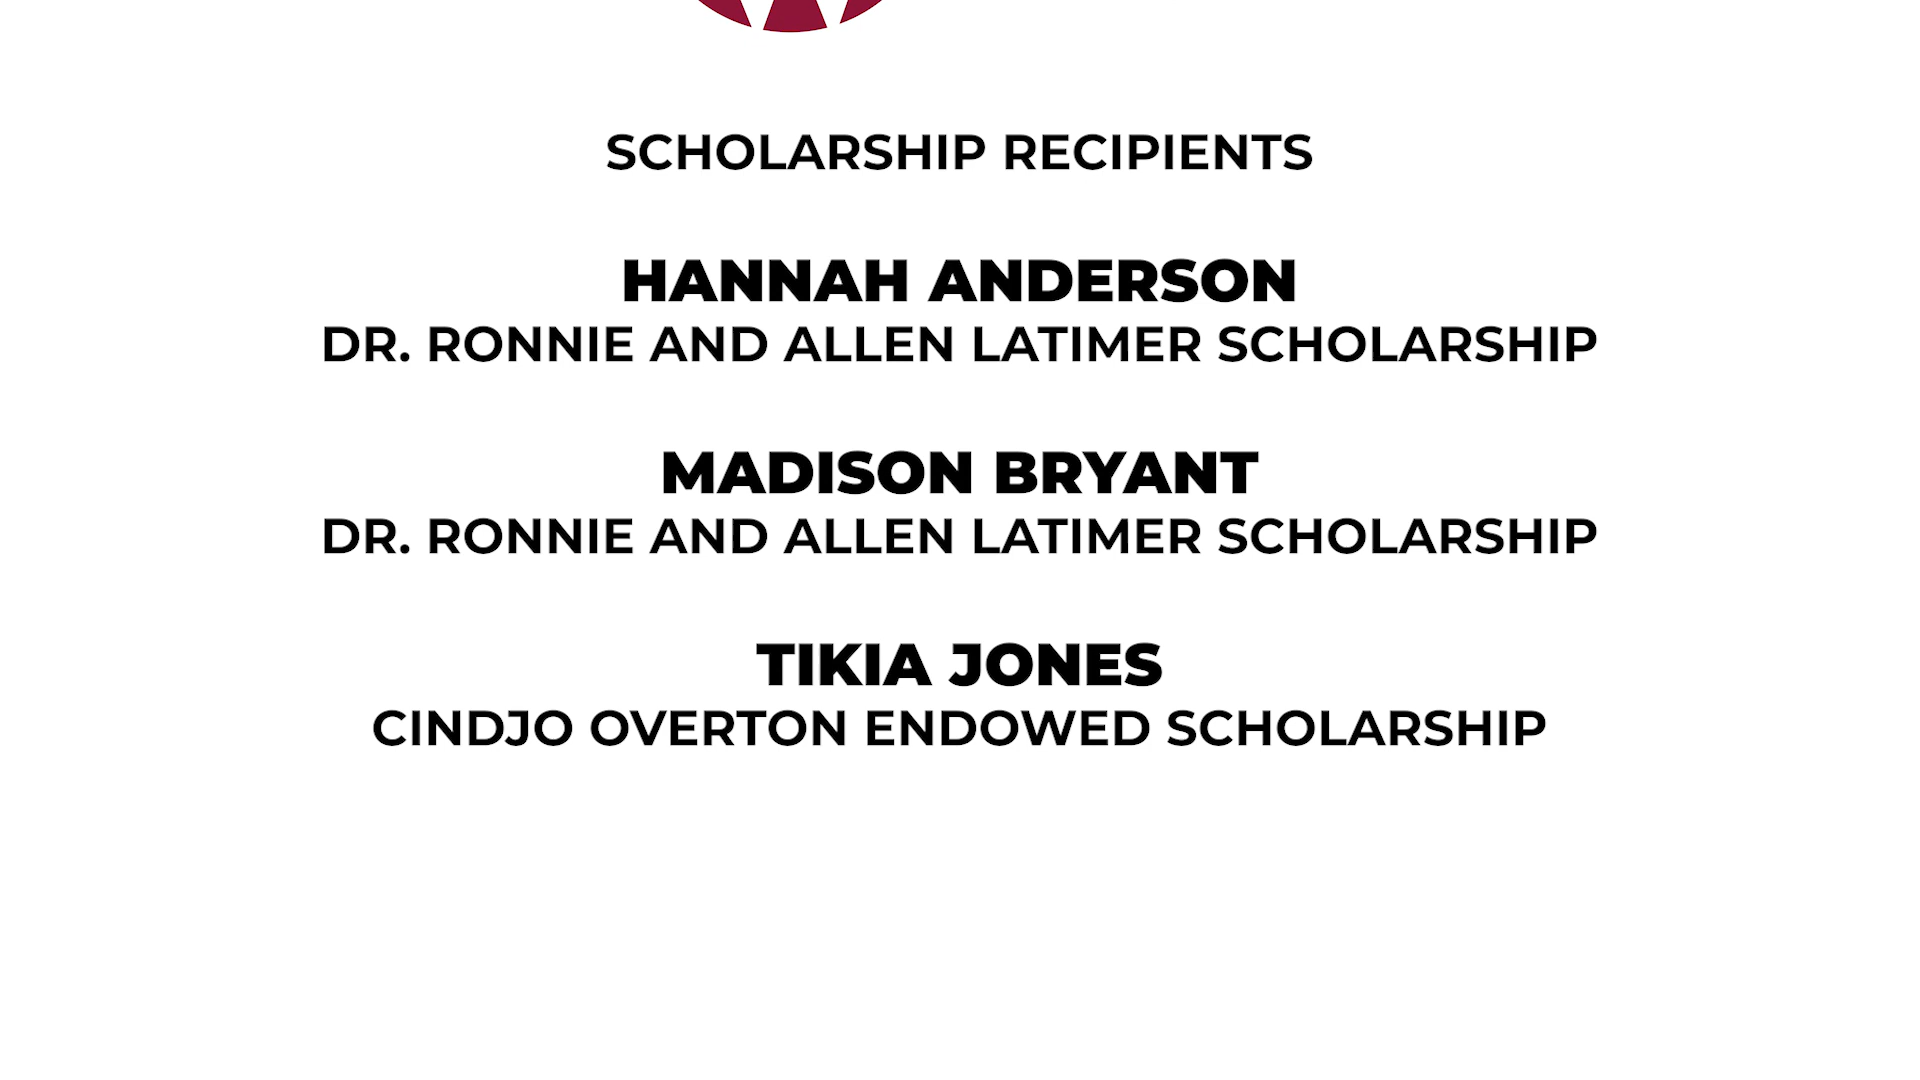 SCHOLARSHIP RECIPIENTS
HANNAH ANDERSON
DR. RONNIE AND ALLEN LATIMER SCHOLARSHIP
MADISON BRYANT
DR. RONNIE AND ALLEN LATIMER SCHOLARSHIP
TIKIA JONES
CINDJO OVERTON ENDOWED SCHOLARSHIP